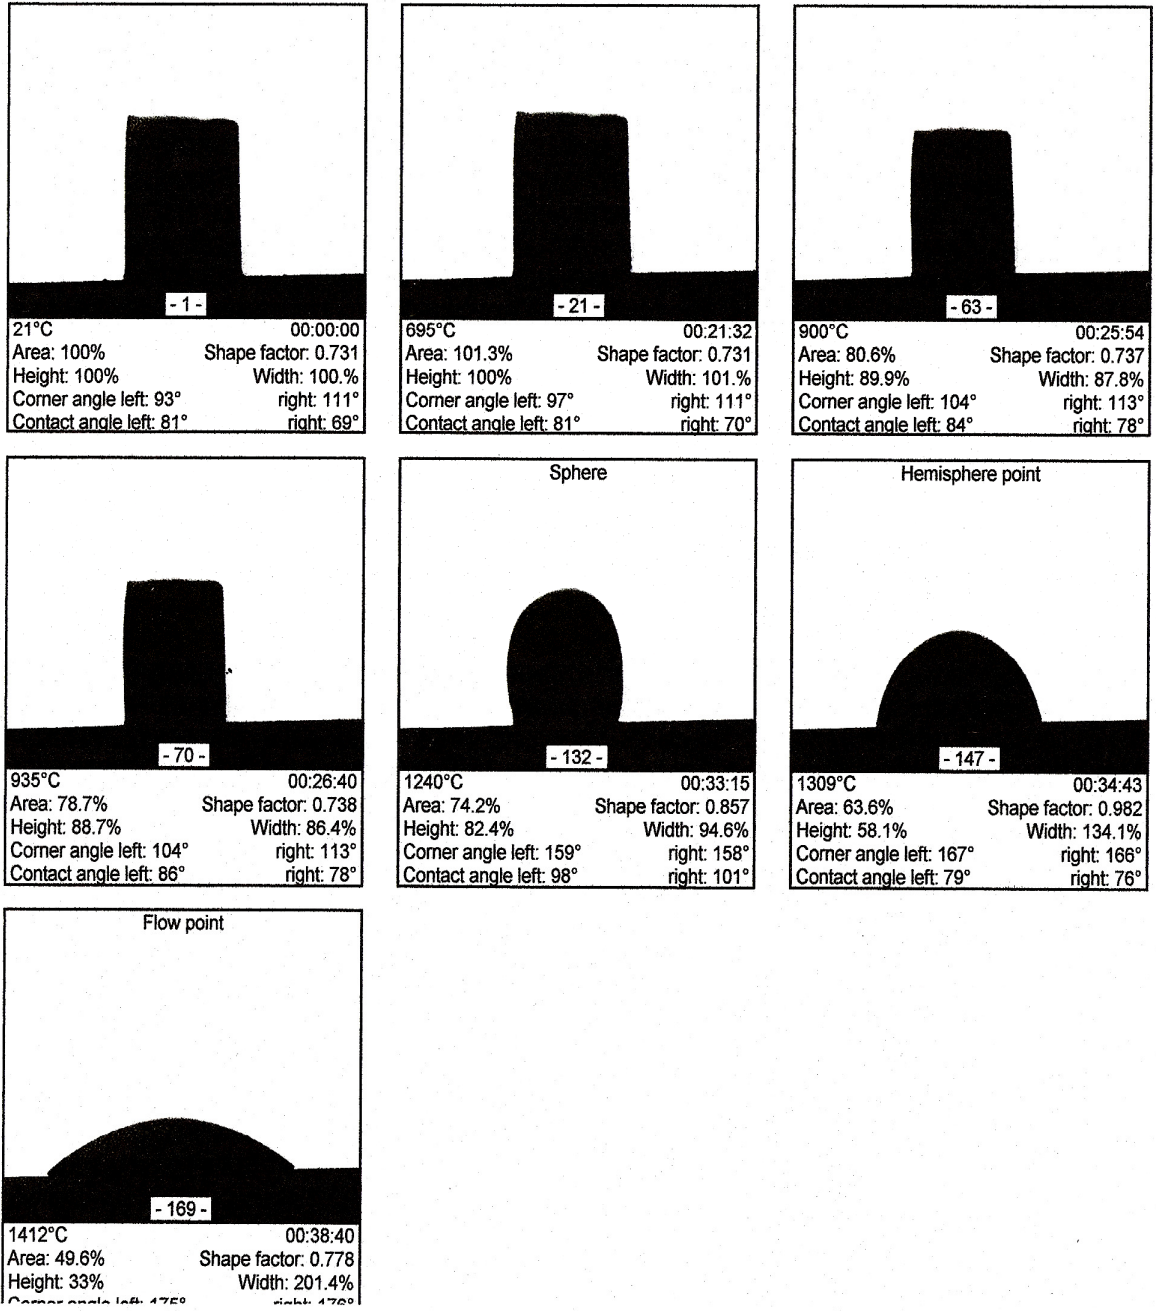 - 1 -
21°C 00:00:00
Area: 100% Shape factor: 0.731
Height: 100% Width: 100.%
Corner angle left: 93° right: 111°
Contact angle left: 81° right: 69°
- 21 -
695°C 00:21:32
Area: 101.3% Shape factor: 0.731
Height: 100% Width: 101.%
Corner angle left: 97° right: 111°
Contact angle left: 81° right: 70°
- 63 -
900°C 00:25:54
Area: 80.6% Shape factor: 0.737
Height: 89.9% Width: 87.8%
Corner angle left: 104° right: 113°
Contact angle left: 84° right: 78°
- 70 -
935°C 00:26:40
Area: 78.7% Shape factor: 0.738
Height: 88.7% Width: 86.4%
Corner angle left: 104° right: 113°
Contact angle left: 86° right: 78°
Sphere
- 132 -
1240°C 00:33:15
Area: 74.2% Shape factor: 0.857
Height: 82.4% Width: 94.6%
Corner angle left: 159° right: 158°
Contact angle left: 98° right: 101°
Hemisphere point
- 147 -
1309°C 00:34:43
Area: 63.6% Shape factor: 0.982
Height: 58.1% Width: 134.1%
Corner angle left: 167° right: 166°
Contact angle left: 79° right: 76°
Flow point
- 169 -
1412°C 00:38:40
Area: 49.6% Shape factor: 0.778
Height: 33% Width: 201.4%
Corner angle left: 175° right: 176°